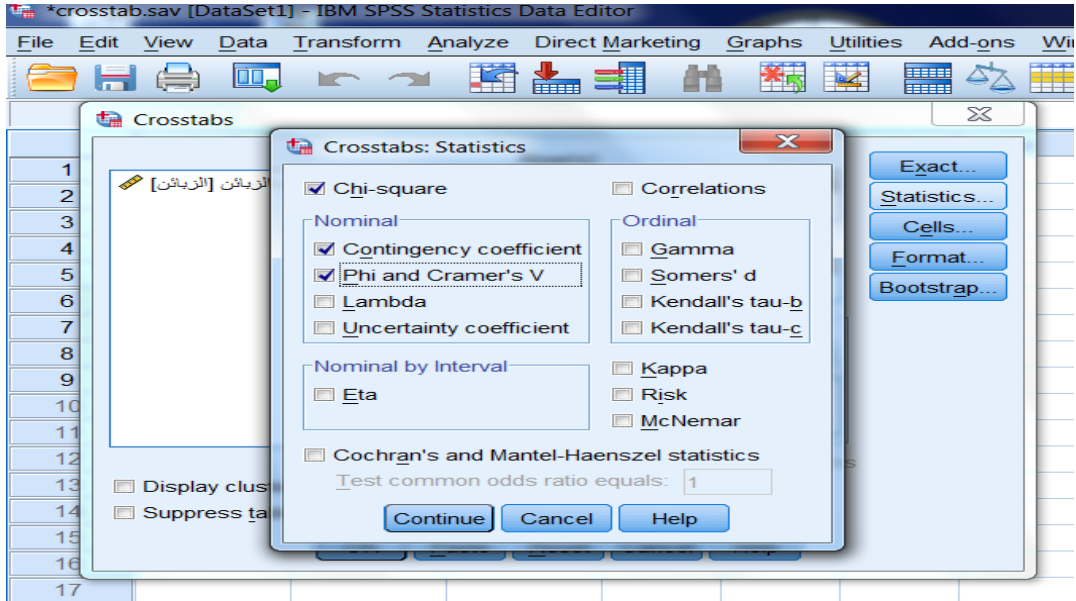 *crosstab.sav [DataSet1] - IBM SPSS Statistics Data Editor
File Edit View Data Transform Analyze Direct Marketing Graphs Utilities Add-ons
Crosstabs
Crosstabs: Statistics
1
2
3
4
5
6
7
8
9
10
11
12
13
14
15
16
17
الزبائن [الزبائن]
Chi-square
Correlations
Nominal
Contingency coefficient
Phi and Cramer's V
Lambda
Uncertainty coefficient
Ordinal
Gamma
Somers' d
Kendall's tau-b
Kendall's tau-c
Nominal by Interval
Eta
Kappa
Risk
McNemar
Cochran's and Mantel-Haenszel statistics
Test common odds ratio equals: 1
Continue Cancel Help
Exact...
Statistics...
Cells...
Format...
Bootstrap...
Display
Suppress